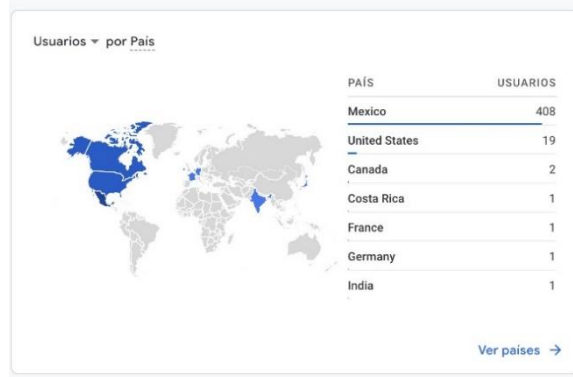 Usuarios por País
PAÍS USUARIOS
Mexico 408
United States 19
Canada 2
Costa Rica 1
France 1
Germany 1
India 1
Ver países →